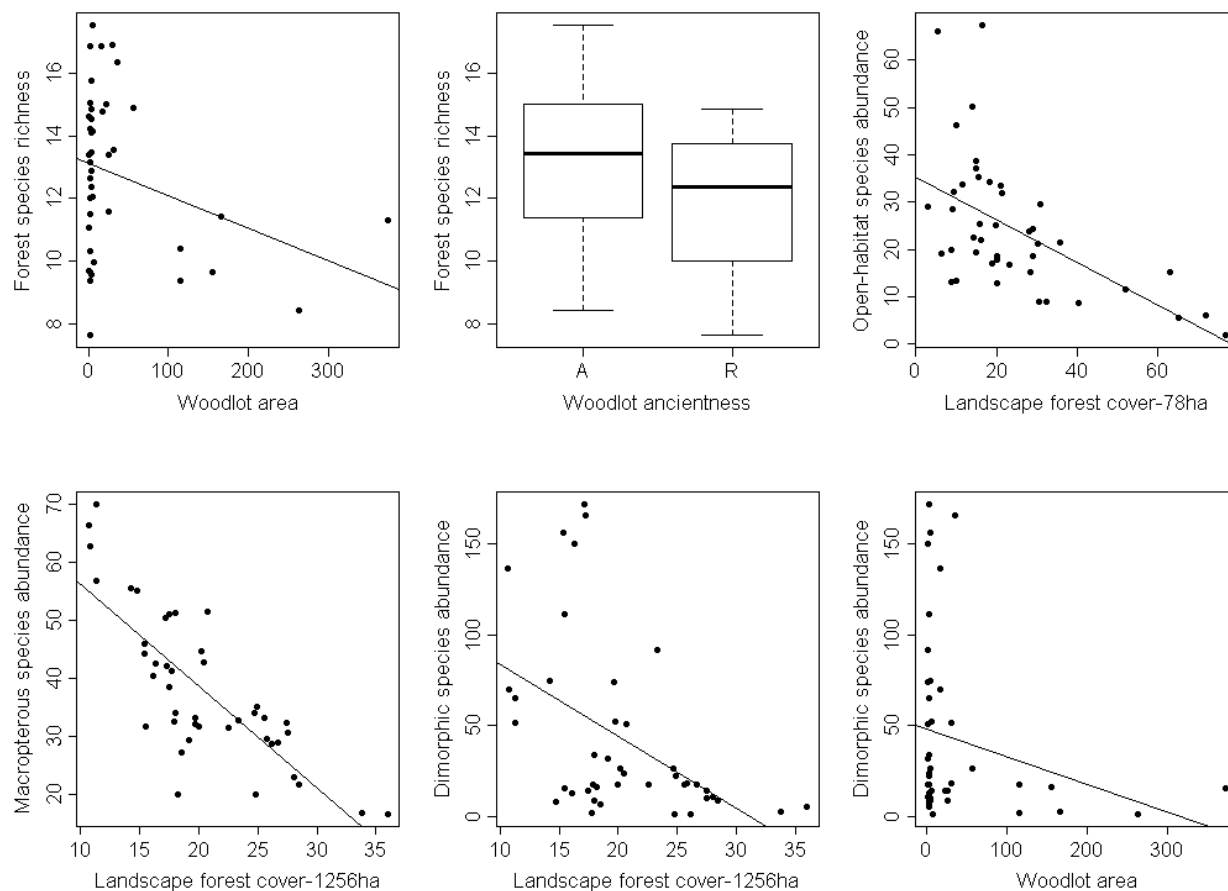 Forest species richness
8 10 12 14 16
0 100 200 300
Woodlot area
Forest species richness
8 10 12 14 16
A R
Woodlot ancientness
Open-habitat species abundance
0 10 20 30 40 50 60
0 20 40 60
Landscape forest cover-78ha
Macropterous species abundance
20 30 40 50 60 70
10 15 20 25 30 35
Landscape forest cover-1256ha
Dimorphic species abundance
0 50 100 150
10 15 20 25 30 35
Landscape forest cover-1256ha
Dimorphic species abundance
0 50 100 150
0 100 200 300
Woodlot area